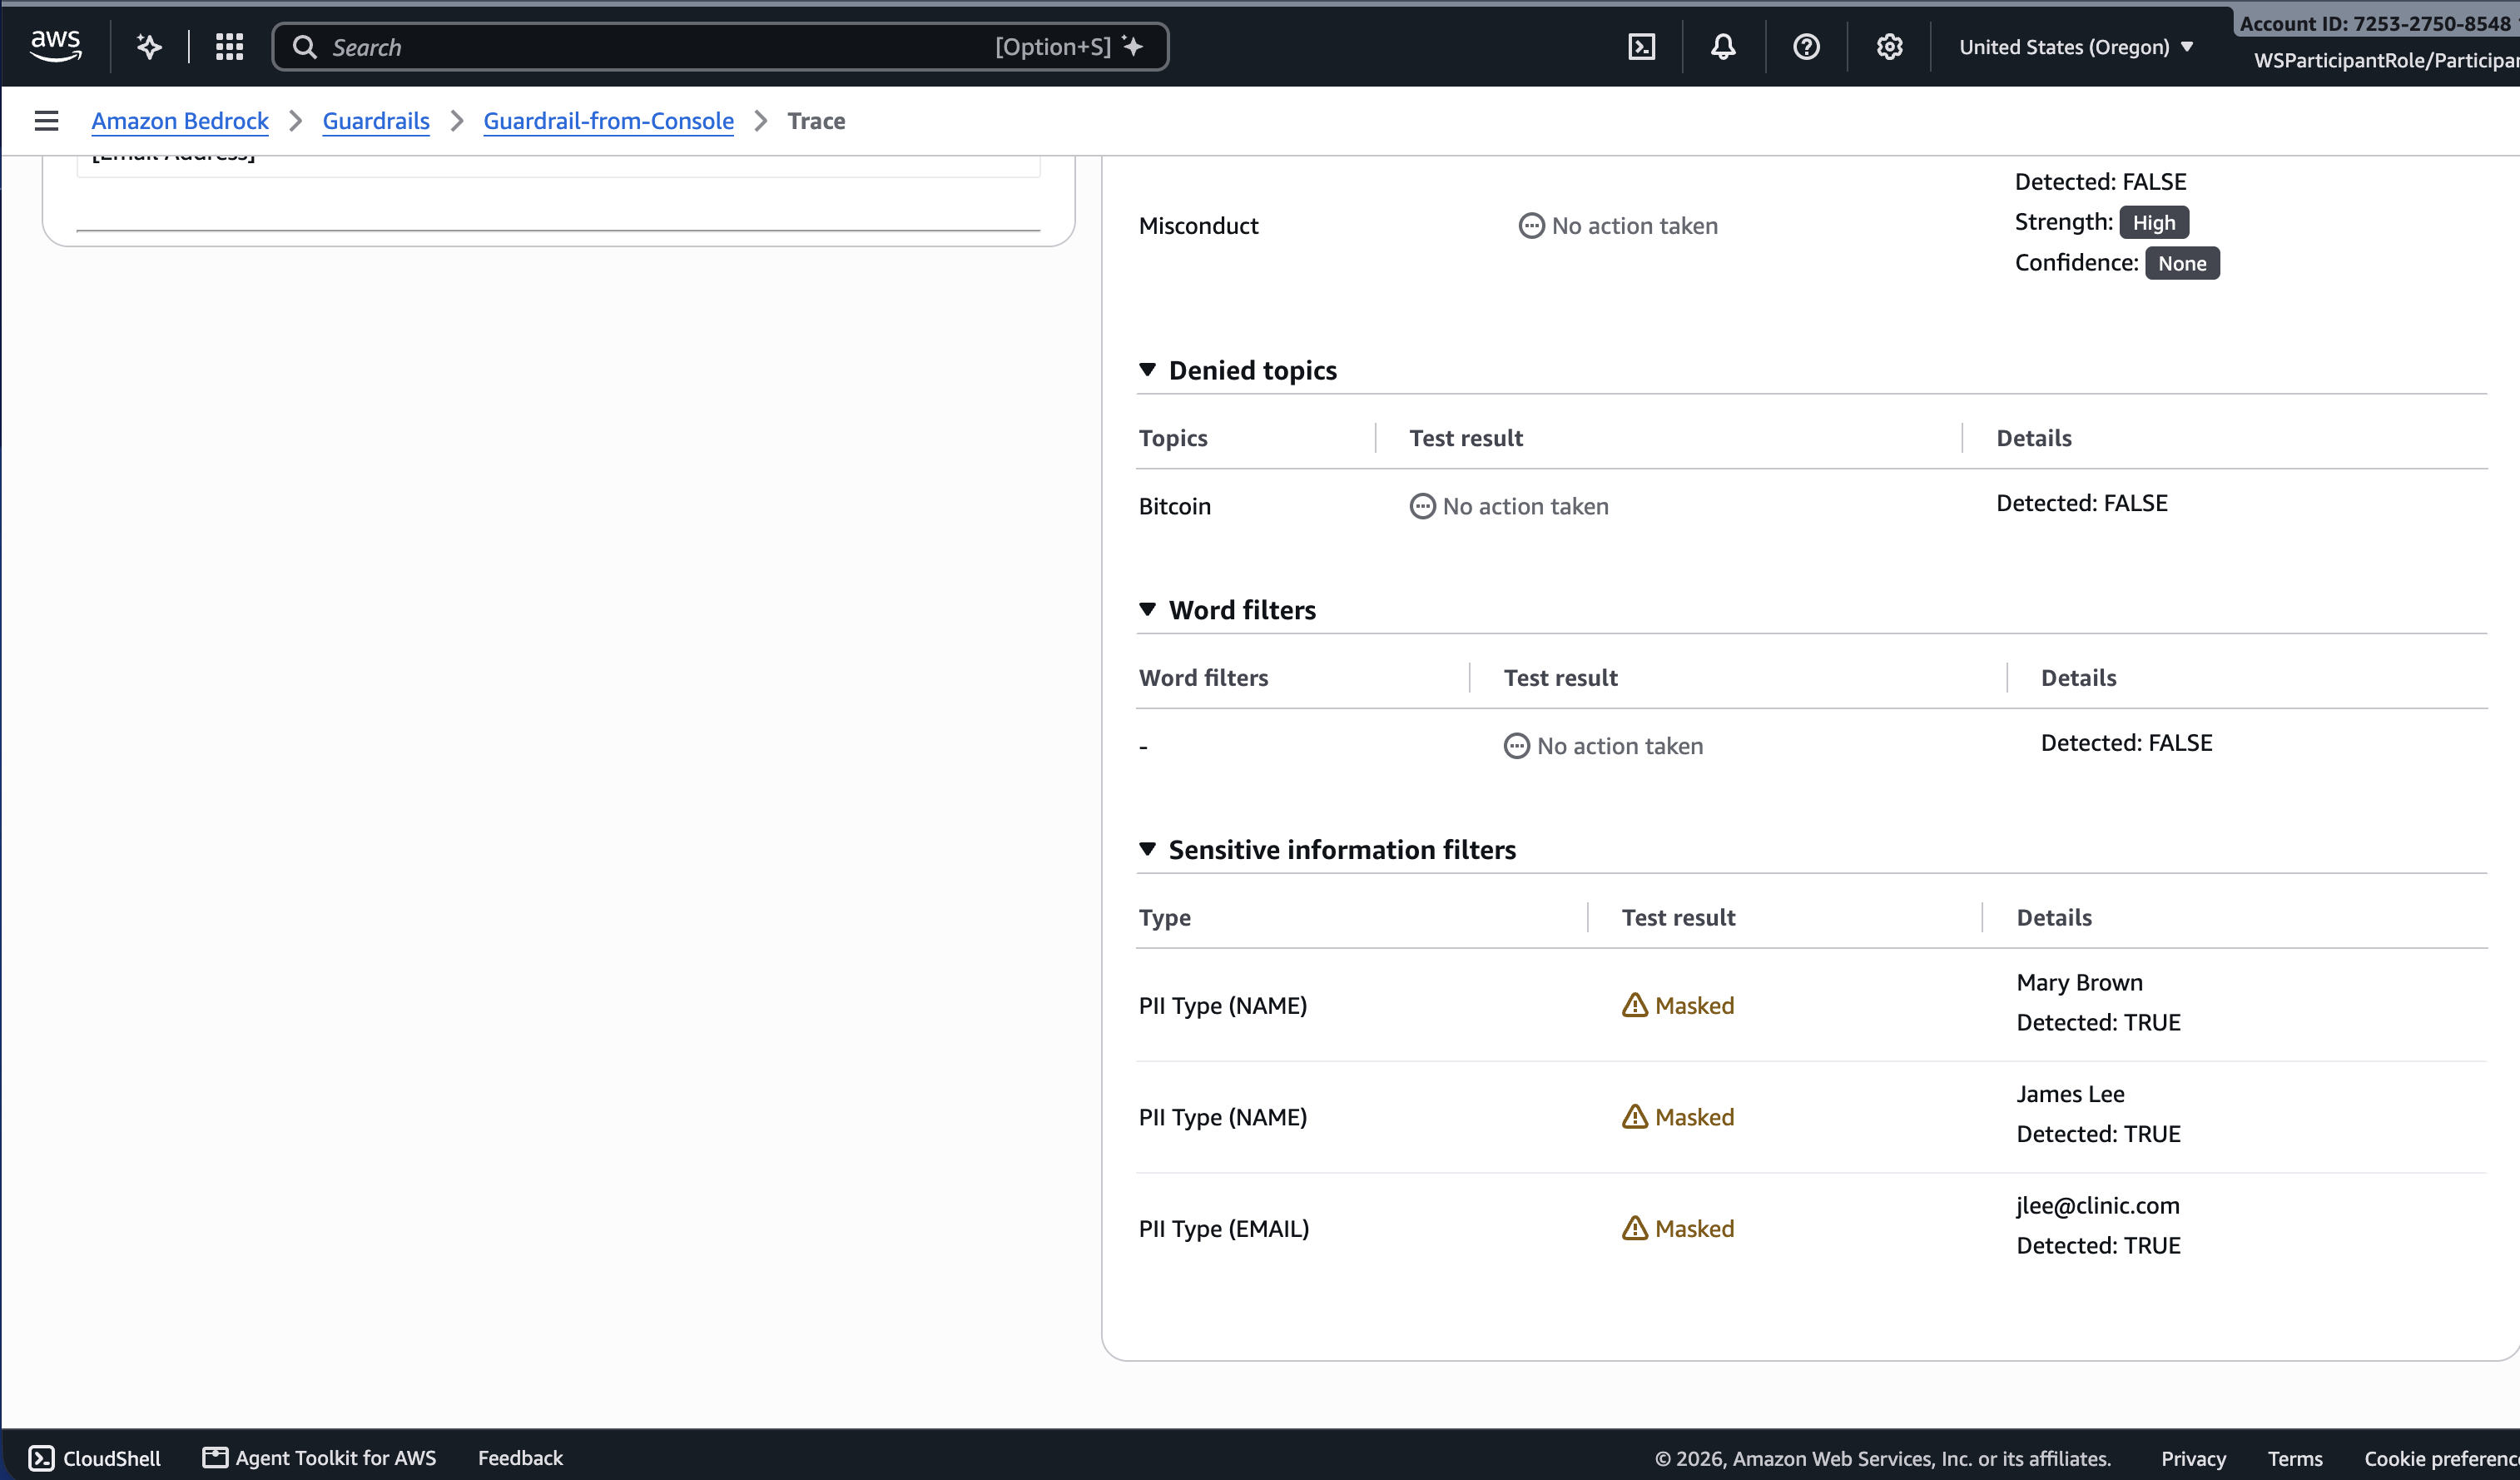 aws
Search
[Option+S]
United States (Oregon)
Account ID: 7253-2750-8548
WSParticipantRole/Participan
Amazon Bedrock
Guardrails
Guardrail-from-Console
Trace
[Email Address]
Misconduct
No action taken
Detected: FALSE
Strength: High
Confidence: None
Denied topics
Topics
Test result
Details
Bitcoin
No action taken
Detected: FALSE
Word filters
Word filters
Test result
Details
-
No action taken
Detected: FALSE
Sensitive information filters
Type
Test result
Details
PII Type (NAME)
Masked
Mary Brown
Detected: TRUE
PII Type (NAME)
Masked
James Lee
Detected: TRUE
PII Type (EMAIL)
Masked
jlee@clinic.com
Detected: TRUE
CloudShell
Agent Toolkit for AWS
Feedback
© 2026, Amazon Web Services, Inc. or its affiliates.
Privacy
Terms
Cookie preferenc